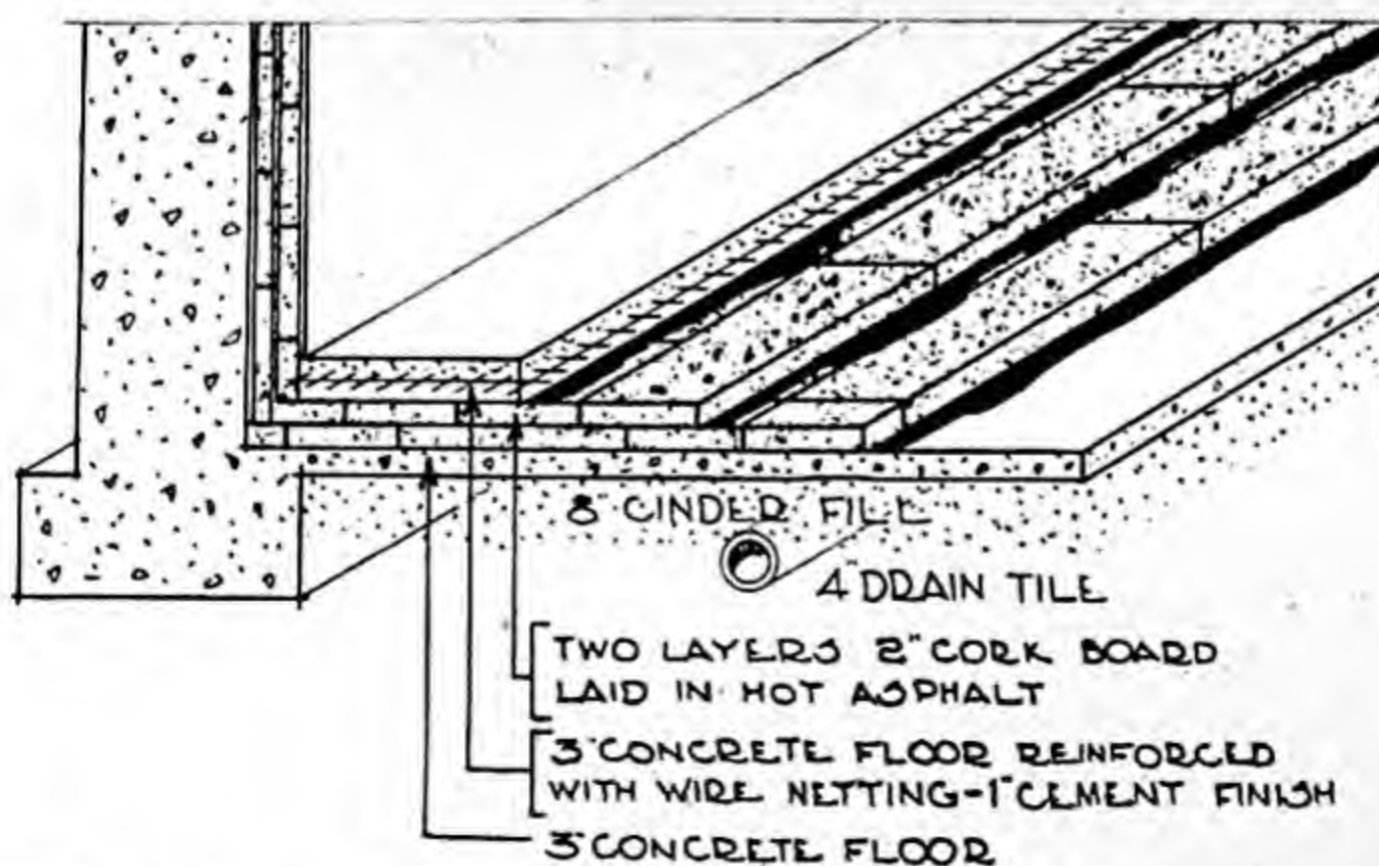 8" CINDER FILL
4" DRAIN TILE
TWO LAYERS 2" CORK BOARD
LAID IN HOT ASPHALT
3" CONCRETE FLOOR REINFORCED
WITH WIRE NETTING-1" CEMENT FINISH
3" CONCRETE FLOOR